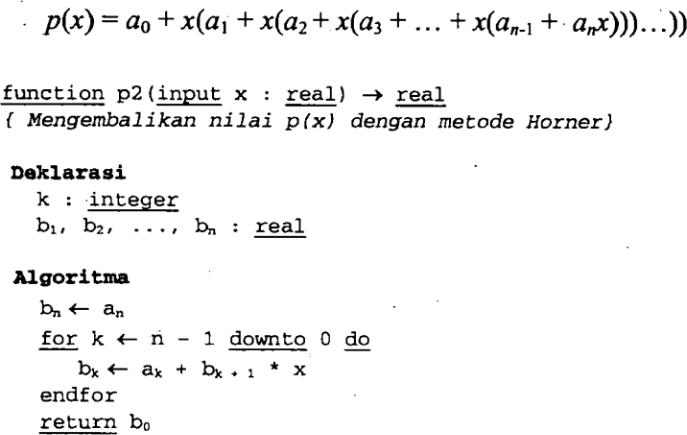 p(x) = a₀ + x(a₁ + x(a₂ + x(a₃ + ... + x(aₙ₋₁ + aₙx)))...))
function p2(input x : real) → real
{ Mengembalikan nilai p(x) dengan metode Horner}
Deklarasi
k : integer
b₁, b₂, ..., bₙ : real
Algoritma
bₙ ← aₙ
for k ← n - 1 downto 0 do
bₖ ← aₖ + bₖ₊₁ * x
endfor
return b₀